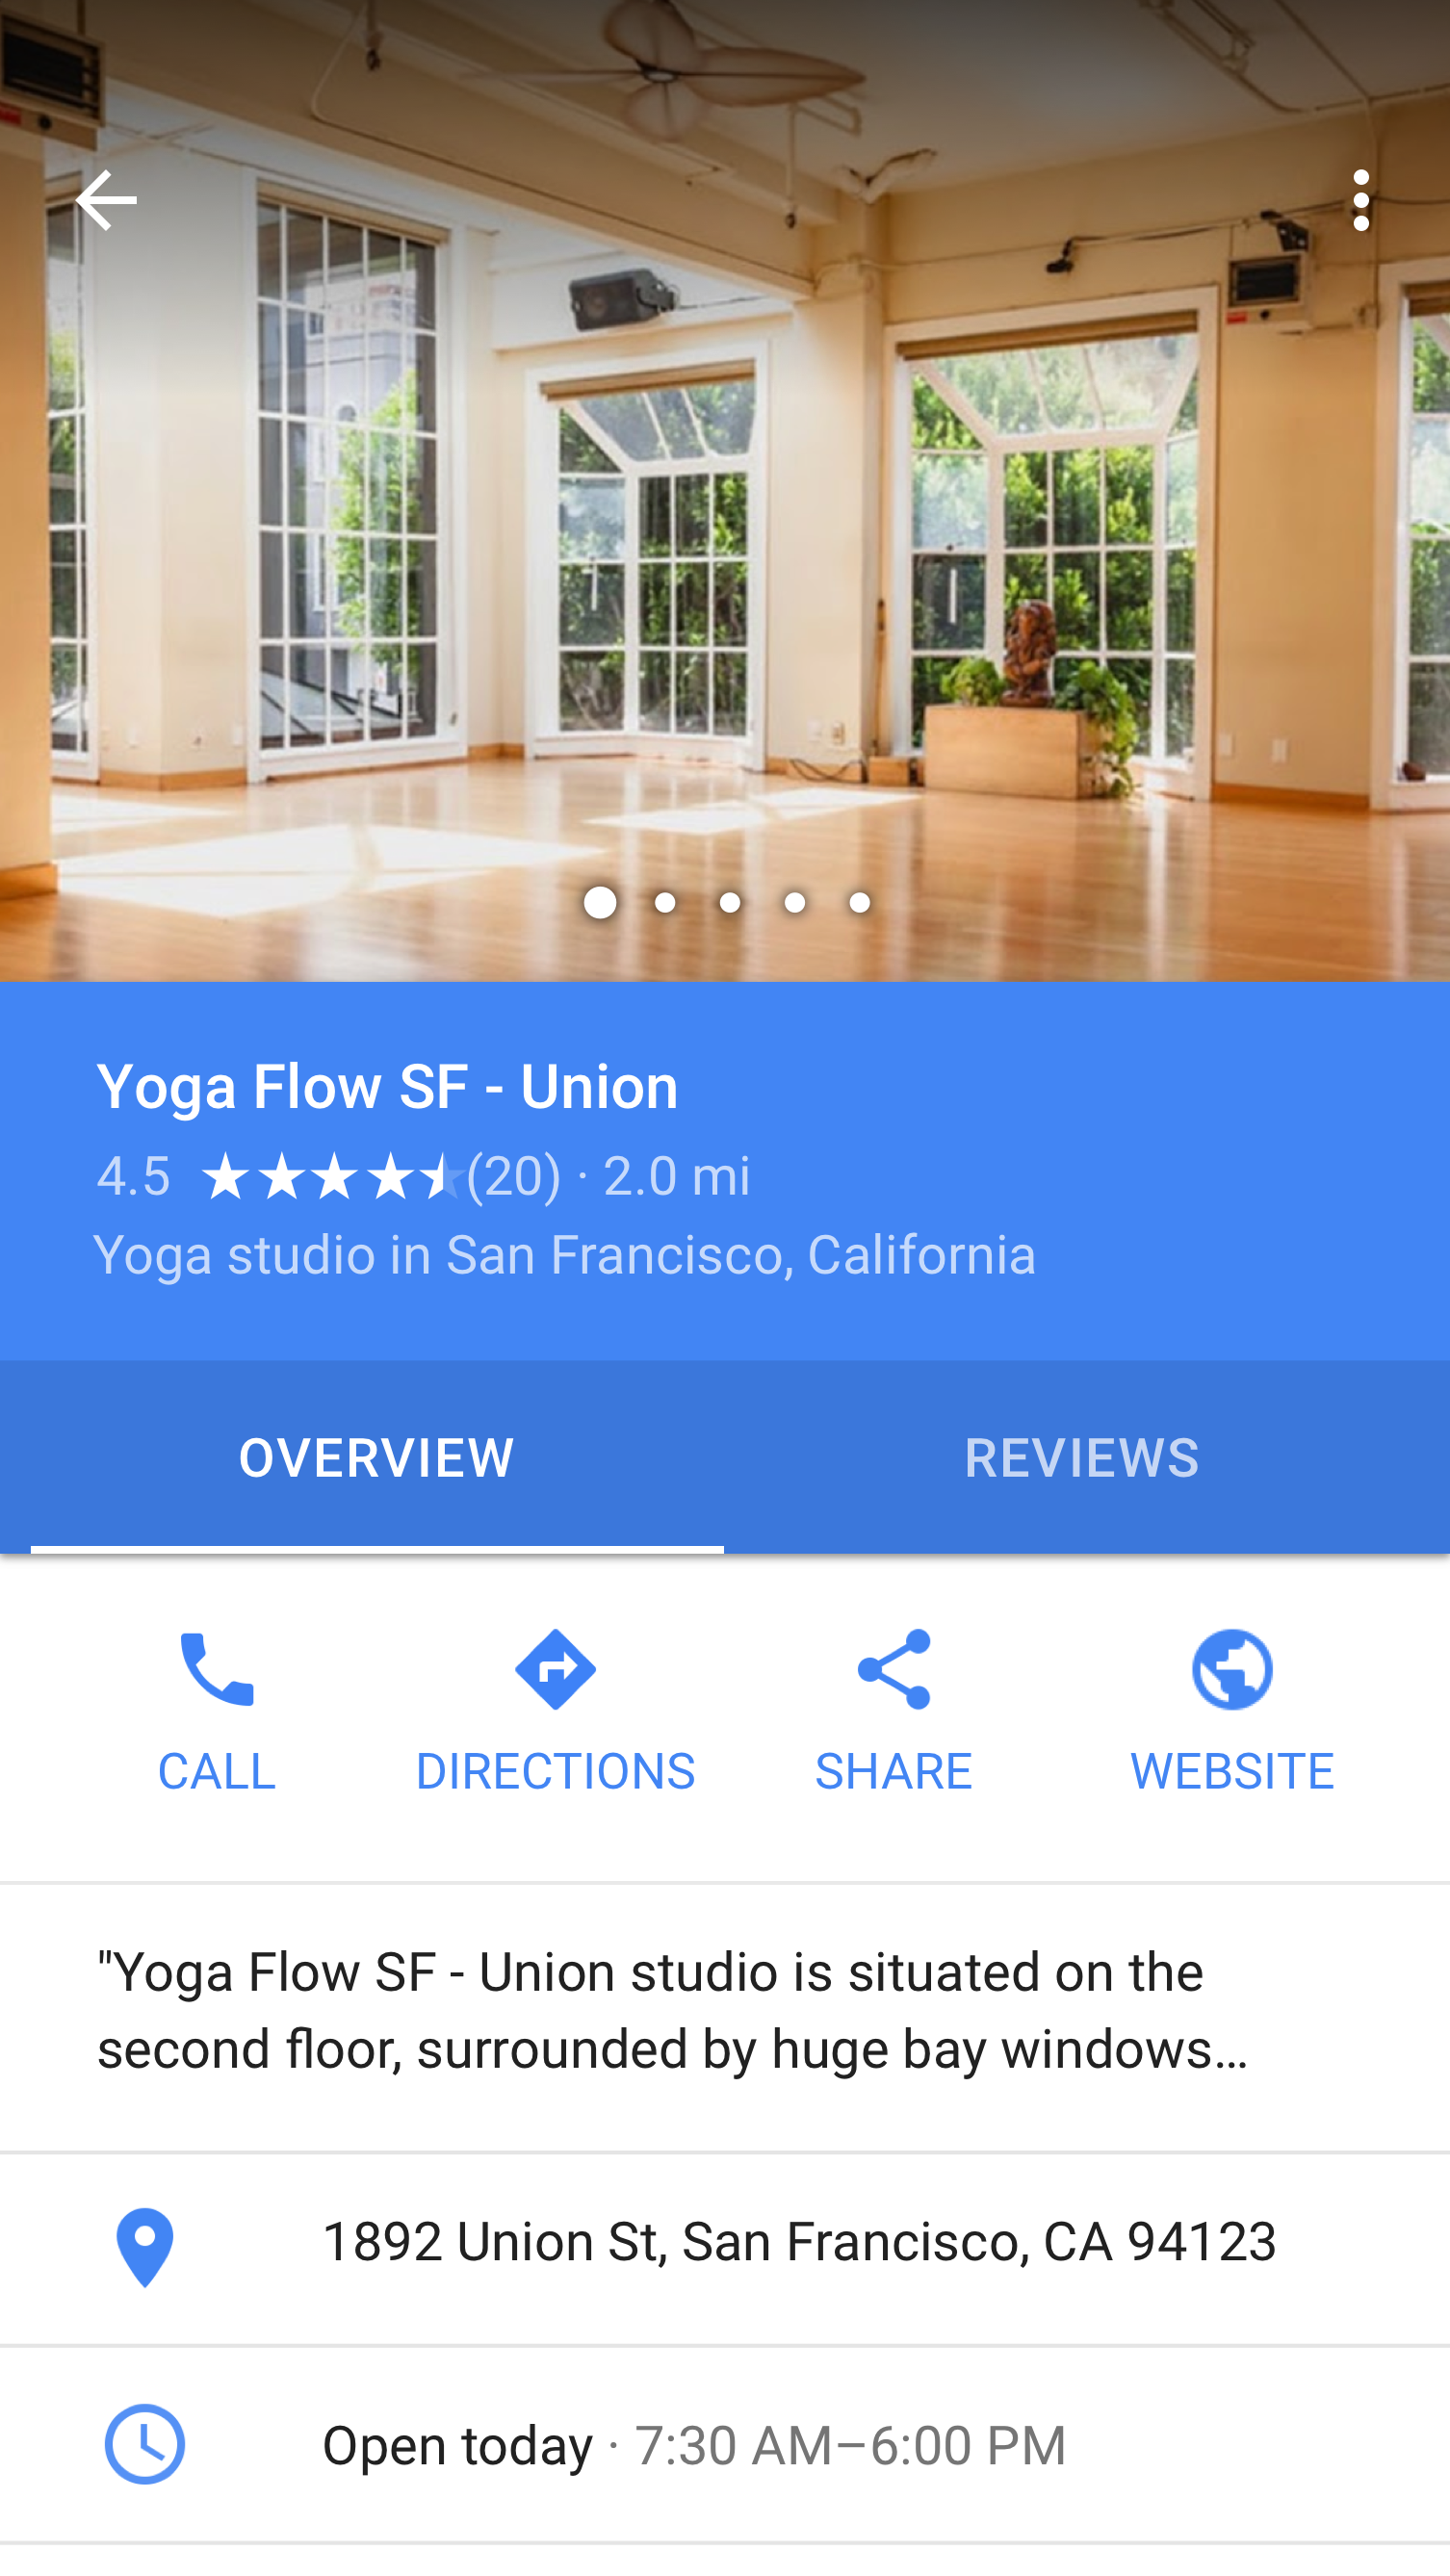 Yoga Flow SF - Union
4.5 ★★★★★ (20) · 2.0 mi
Yoga studio in San Francisco, California
OVERVIEW
REVIEWS
CALL
DIRECTIONS
SHARE
WEBSITE
"Yoga Flow SF - Union studio is situated on the
second floor, surrounded by huge bay windows...
1892 Union St, San Francisco, CA 94123
Open today · 7:30 AM–6:00 PM